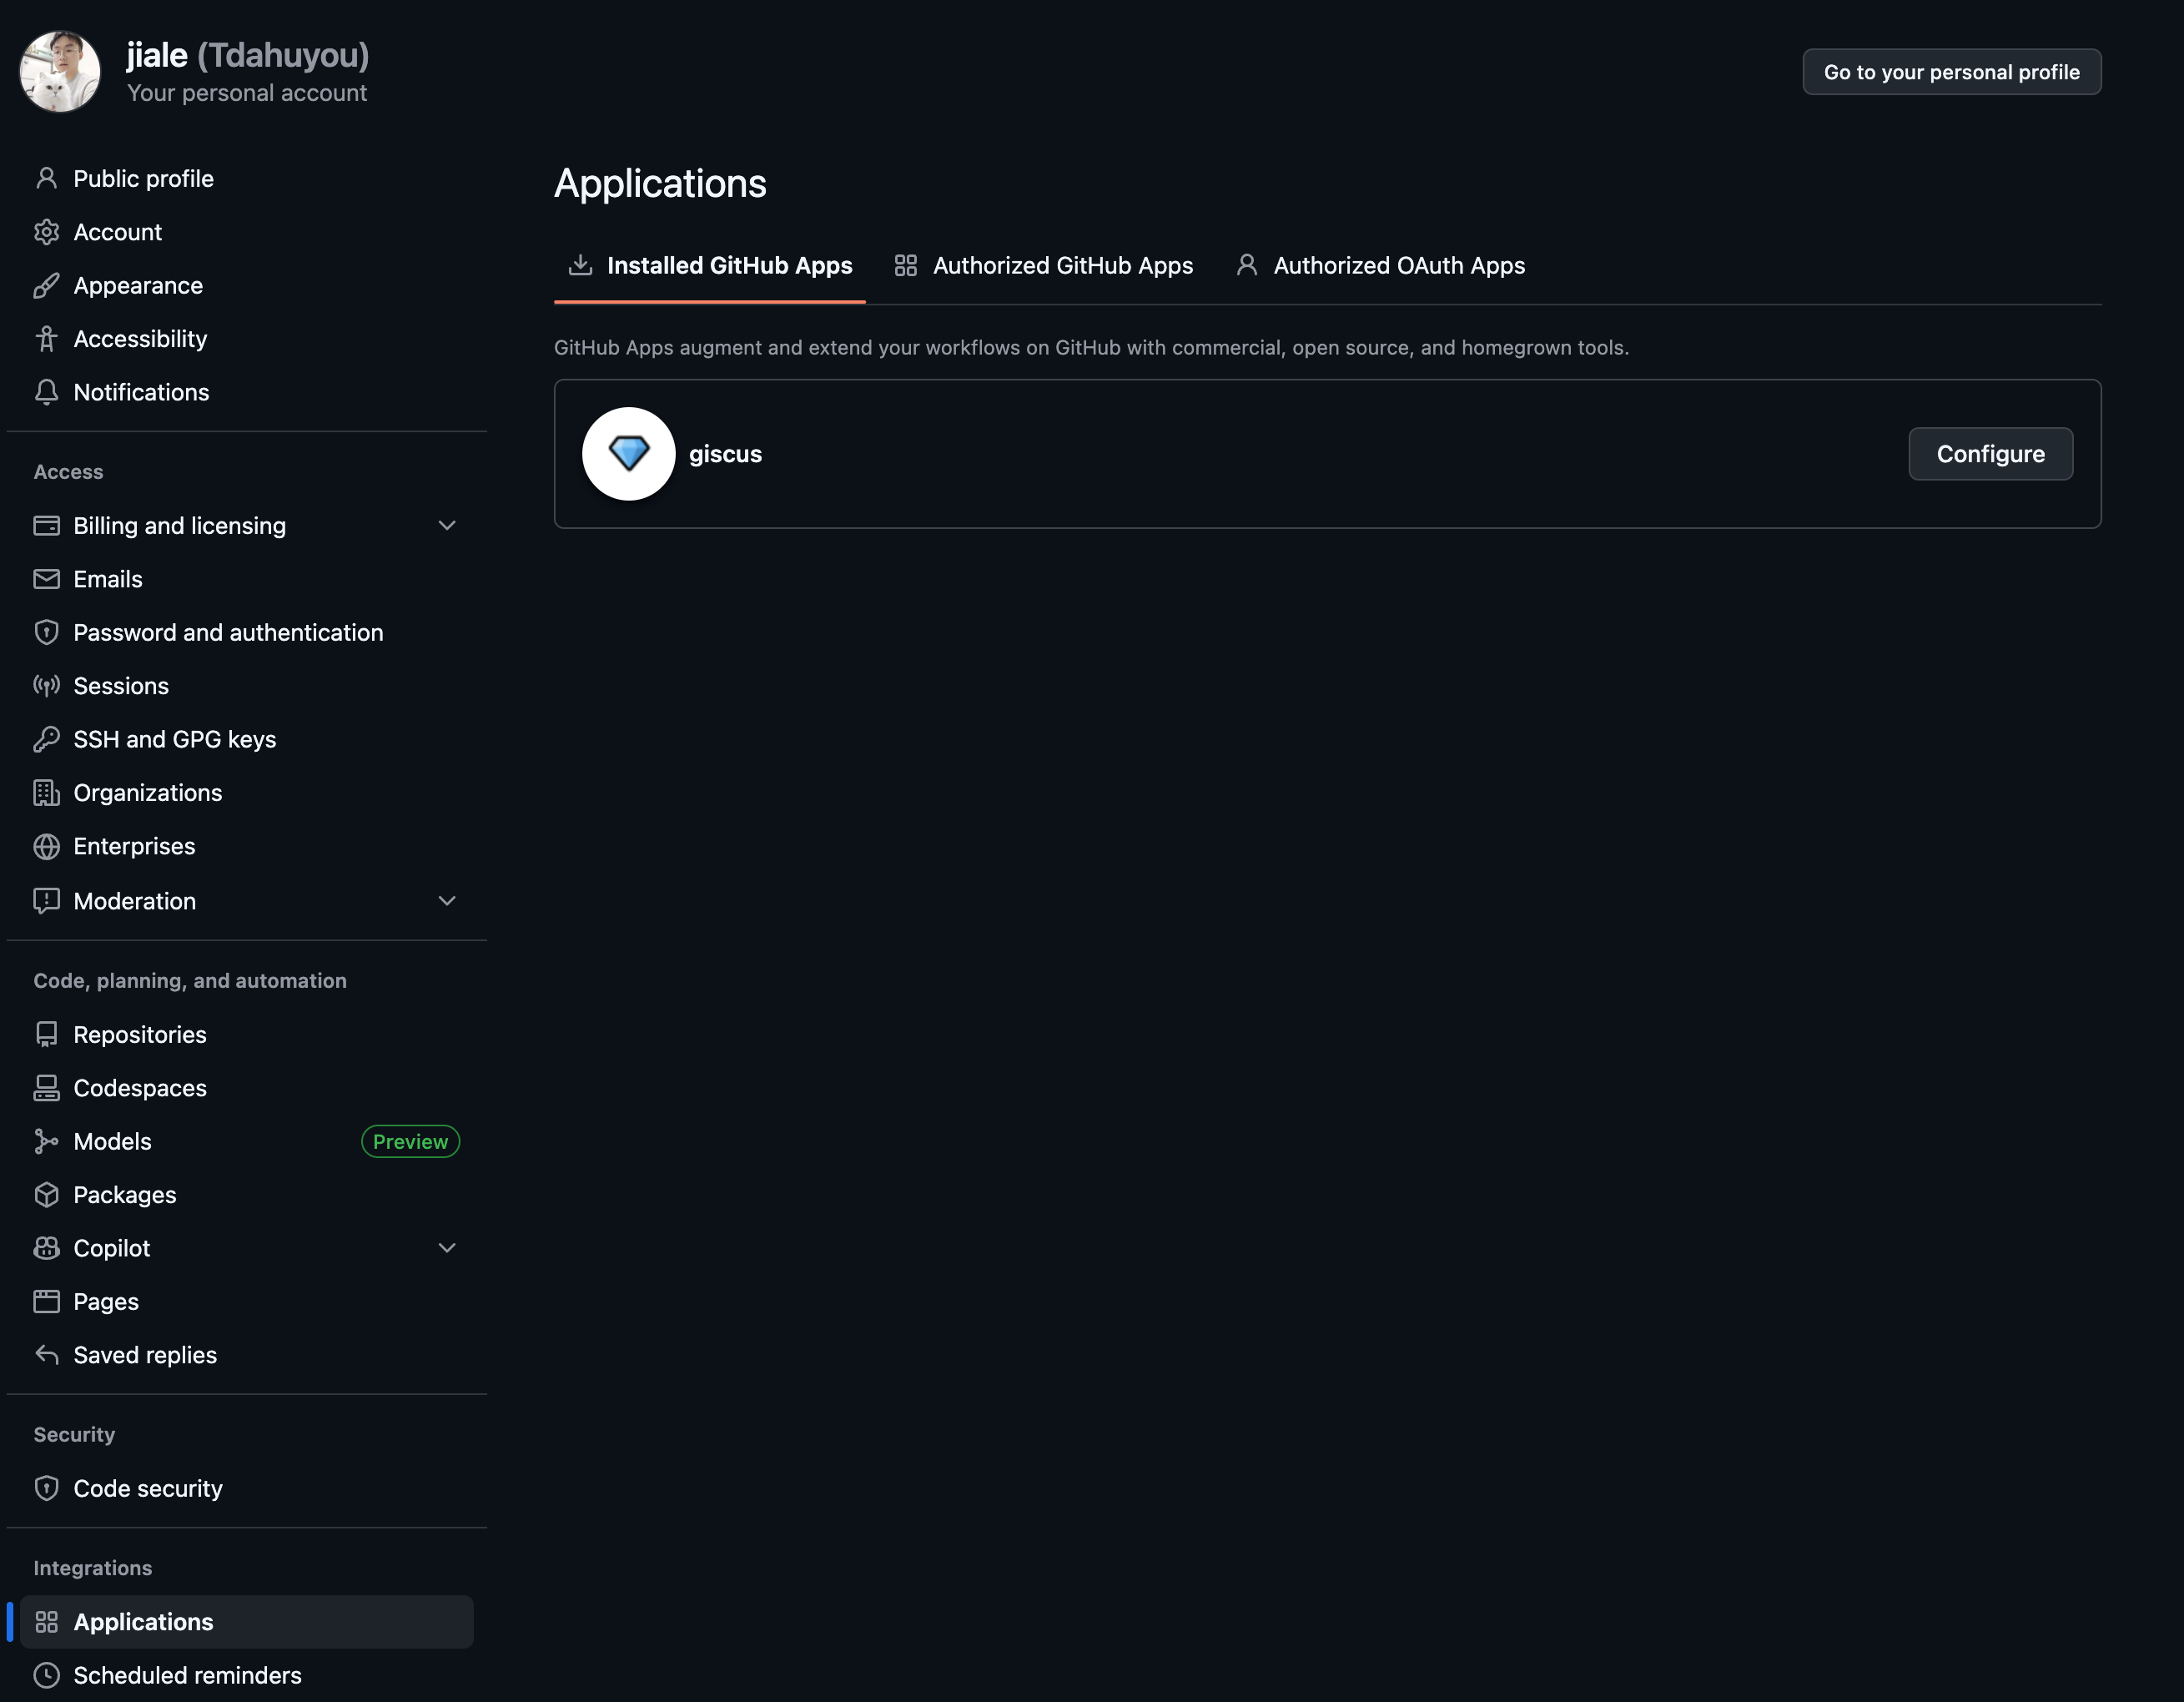 jiale (Tdahuyou)
Your personal account
Go to your personal profile
Public profile
Account
Appearance
Accessibility
Notifications
Access
Billing and licensing
Emails
Password and authentication
Sessions
SSH and GPG keys
Organizations
Enterprises
Moderation
Code, planning, and automation
Repositories
Codespaces
Models Preview
Packages
Copilot
Pages
Saved replies
Security
Code security
Integrations
Applications
Scheduled reminders
Applications
Installed GitHub Apps Authorized GitHub Apps Authorized OAuth Apps
GitHub Apps augment and extend your workflows on GitHub with commercial, open source, and homegrown tools.
giscus Configure